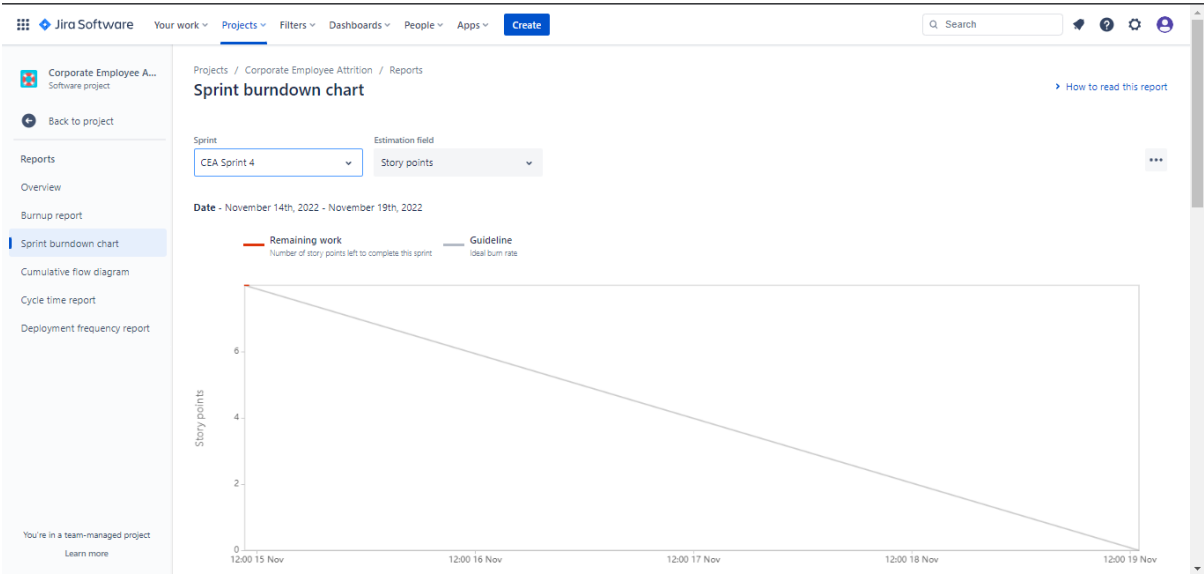 Jira Software Your work Projects Filters Dashboards People Apps Create Search
Corporate Employee A...
Software project
Back to project
Reports
Overview
Burnup report
Sprint burndown chart
Cumulative flow diagram
Cycle time report
Deployment frequency report
You're in a team-managed project
Learn more
Projects / Corporate Employee Attrition / Reports
Sprint burndown chart
How to read this report
Sprint Estimation field
CEA Sprint 4 Story points
Date - November 14th, 2022 - November 19th, 2022
Remaining work Guideline
Number of story points left to complete this sprint Ideal burn rate
Story points
6
4
2
0
12:00 15 Nov 12:00 16 Nov 12:00 17 Nov 12:00 18 Nov 12:00 19 Nov